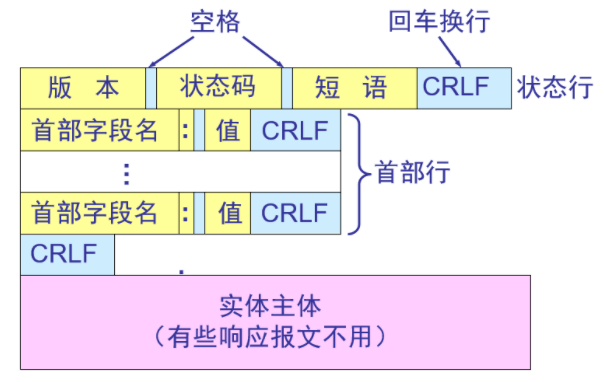 空格 回车换行
版 本 状态码 短 语 CRLF 状态行
首部字段名 : 值 CRLF
⋮ 首部行
首部字段名 : 值 CRLF
CRLF
实体主体
（有些响应报文不用）